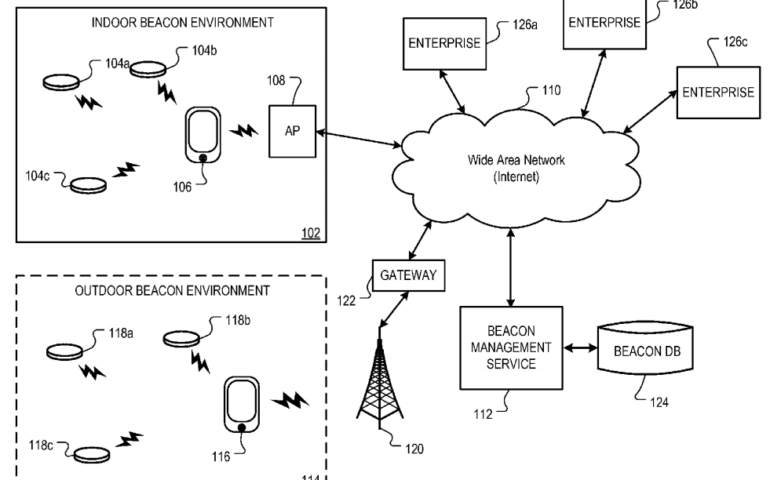 INDOOR BEACON ENVIRONMENT
104a
104b
108
AP
104c
106
102
OUTDOOR BEACON ENVIRONMENT
118a
118b
118c
116
114
ENTERPRISE
126a
ENTERPRISE
126b
ENTERPRISE
126c
110
Wide Area Network
(Internet)
GATEWAY
122
120
BEACON
MANAGEMENT
SERVICE
112
BEACON DB
124